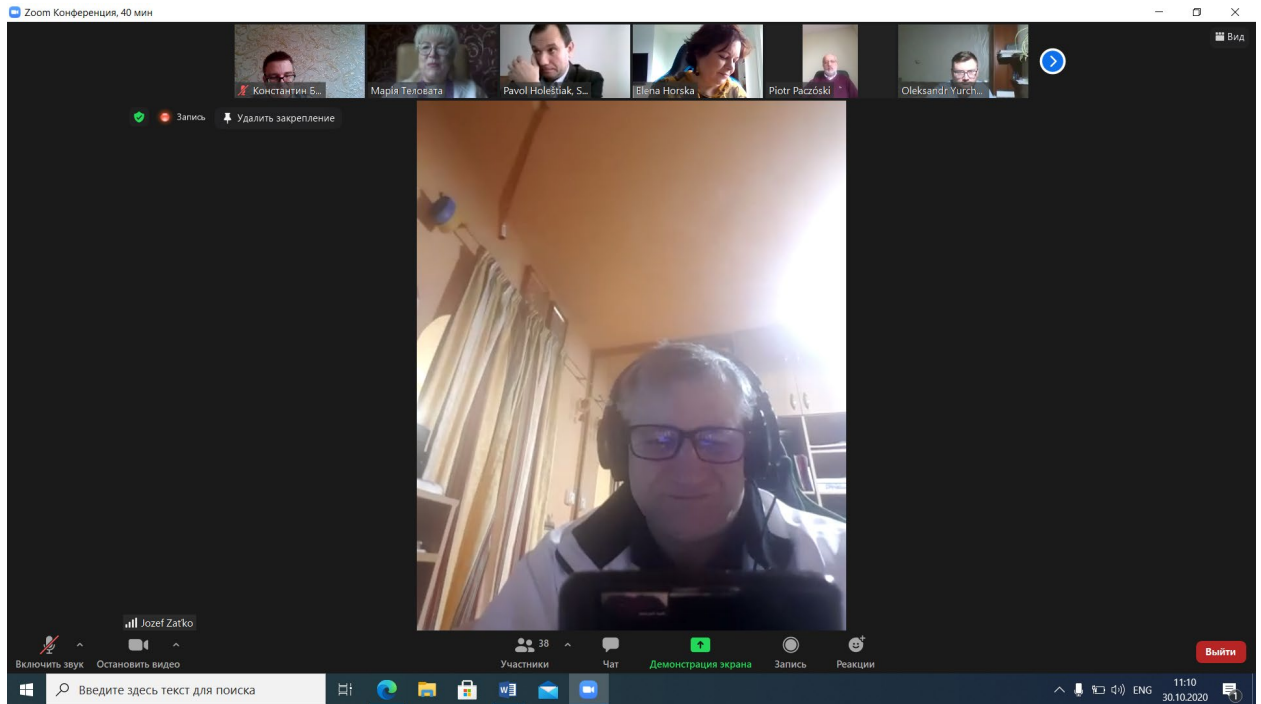 Zoom Конференция, 40 мин
Вид
Константин Б...
Марія Теловата
Pavol Holeštiak, S...
Elena Horska
Piotr Paczóski
Oleksandr Yurch...
Запись
Удалить закрепление
Jozef Zaťko
Включить звук
Остановить видео
38
Участники
Чат
Демонстрация экрана
Запись
Реакции
Выйти
Введите здесь текст для поиска
ENG
11:10
30.10.2020
1